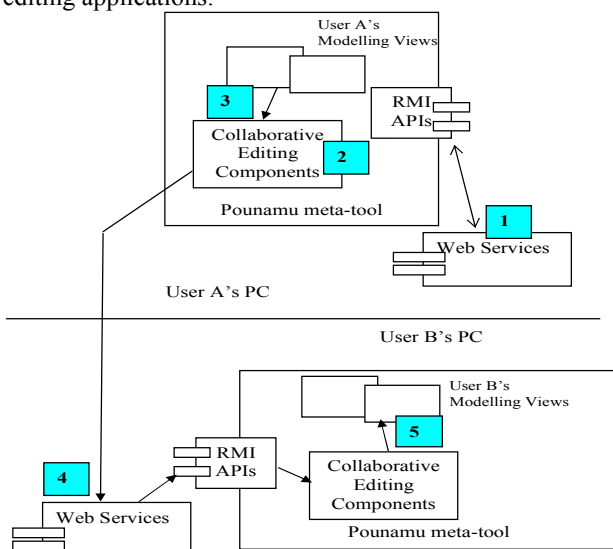 editing applications.
User A's
Modelling Views
3
RMI
APIs
Collaborative
Editing
Components
2
Pounamu meta-tool
1
Web Services
User A's PC
User B's PC
User B's
Modelling Views
5
RMI
APIs
4
Collaborative
Editing
Components
Web Services
Pounamu meta-tool